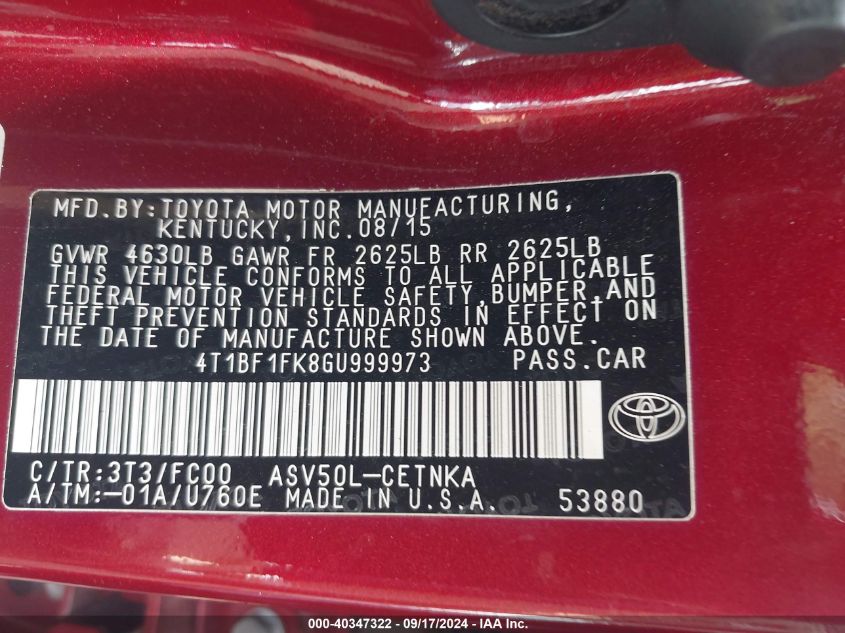 MFD. BY: TOYOTA MOTOR MANUFACTURING,
KENTUCKY, INC. 08/15
GVWR 4630LB GAWR FR 2625LB RR 2625LB
THIS VEHICLE CONFORMS TO ALL APPLICABLE
FEDERAL MOTOR VEHICLE SAFETY, BUMPER, AND
THEFT PREVENTION STANDARDS IN EFFECT ON
THE DATE OF MANUFACTURE SHOWN ABOVE.
4T1BF1FK8GU999973 PASS. CAR
C/TR: 3T3/FC00 ASV50L-CETNKA
A/TM: -01A/U760E MADE IN U.S.A. 53880
000-40347322 - 09/17/2024 - IAA Inc.